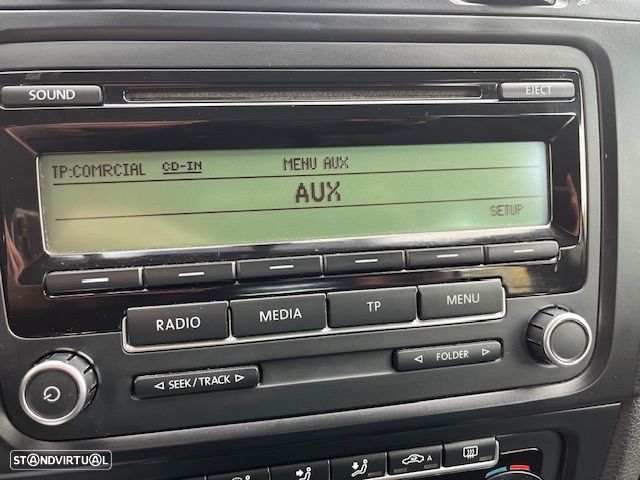 SOUND
EJECT
TP:COMRCIAL CD-IN MENU AUX
AUX
SETUP
RADIO MEDIA TP MENU
SEEK/TRACK FOLDER
A
STANDVIRTUAL